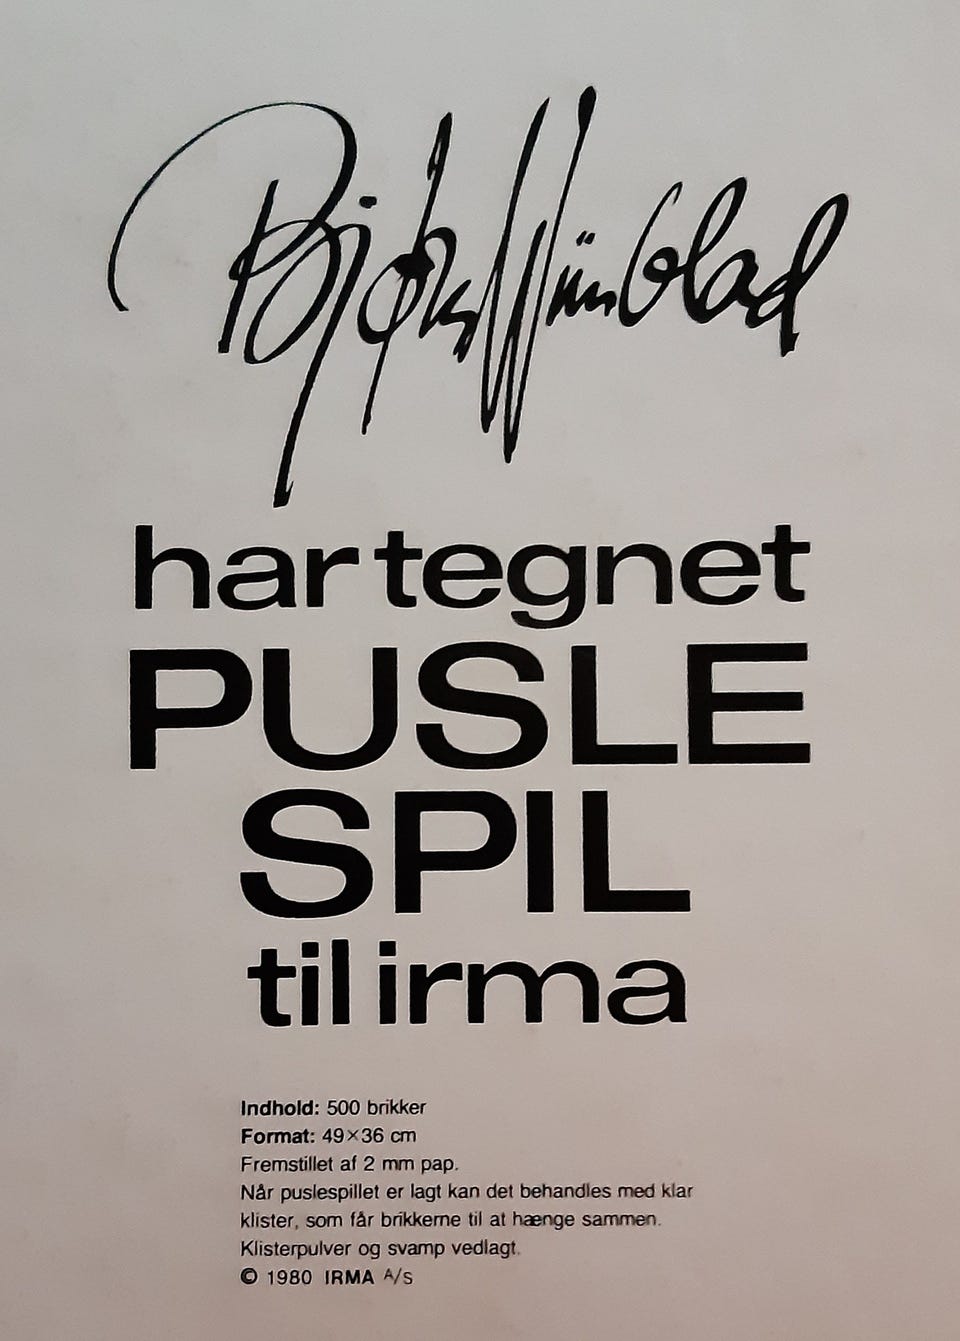 Bjørn Wiinblad
har tegnet
PUSLE
SPIL
til irma
Indhold: 500 brikker
Format: 49×36 cm
Fremstillet af 2 mm pap.
Når puslespillet er lagt kan det behandles med klar
klister, som får brikkerne til at hænge sammen.
Klisterpulver og svamp vedlagt.
© 1980 IRMA A/S